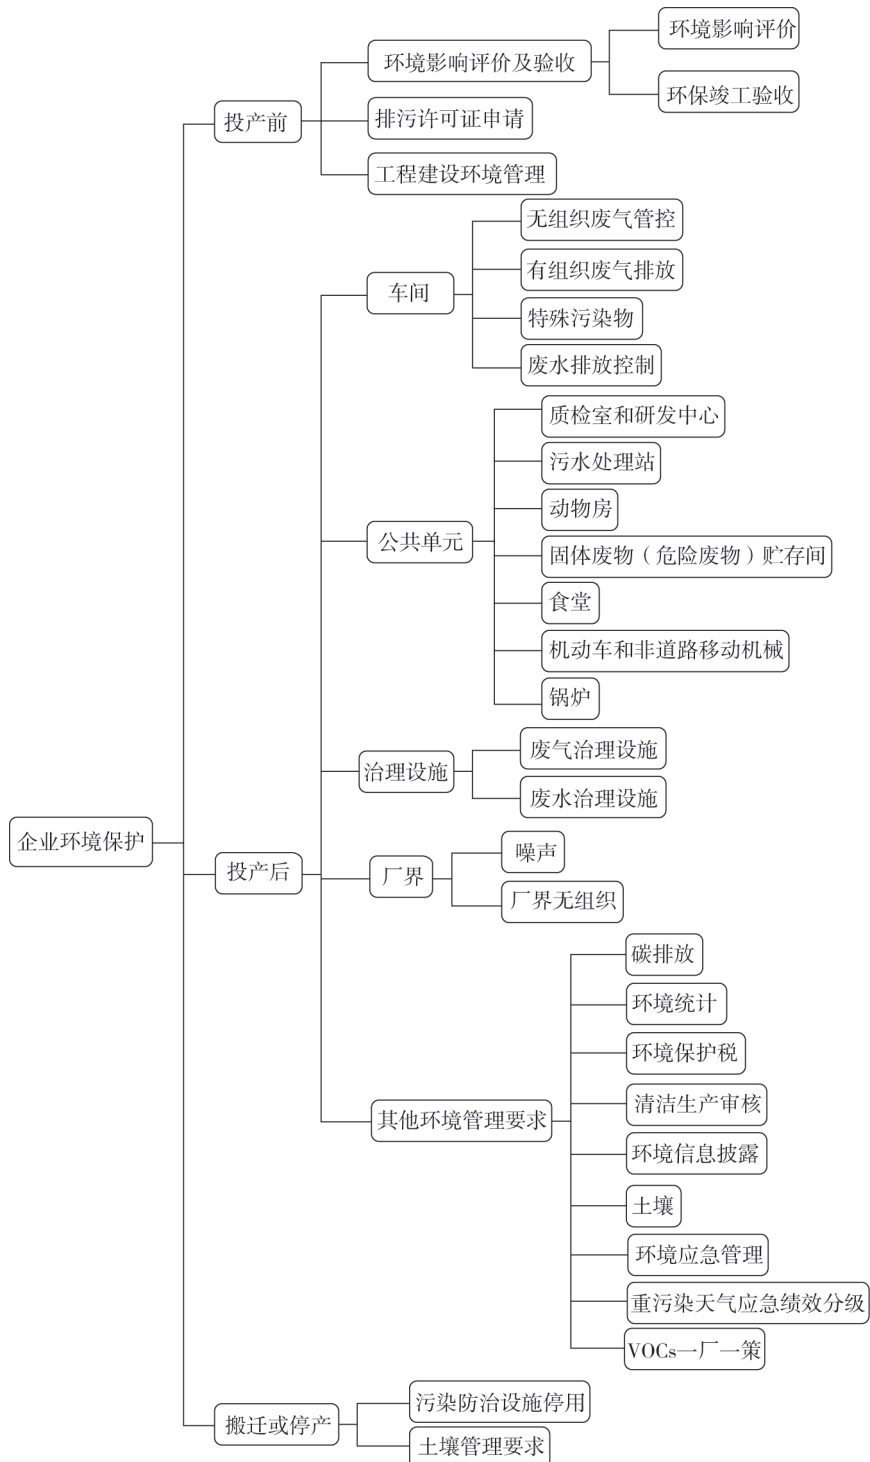 企业环境保护
投产前
环境影响评价及验收
环境影响评价
环保竣工验收
排污许可证申请
工程建设环境管理
投产后
车间
无组织废气管控
有组织废气排放
特殊污染物
废水排放控制
公共单元
质检室和研发中心
污水处理站
动物房
固体废物（危险废物）贮存间
食堂
机动车和非道路移动机械
锅炉
治理设施
废气治理设施
废水治理设施
厂界
噪声
厂界无组织
其他环境管理要求
碳排放
环境统计
环境保护税
清洁生产审核
环境信息披露
土壤
环境应急管理
重污染天气应急绩效分级
VOCs一厂一策
搬迁或停产
污染防治设施停用
土壤管理要求